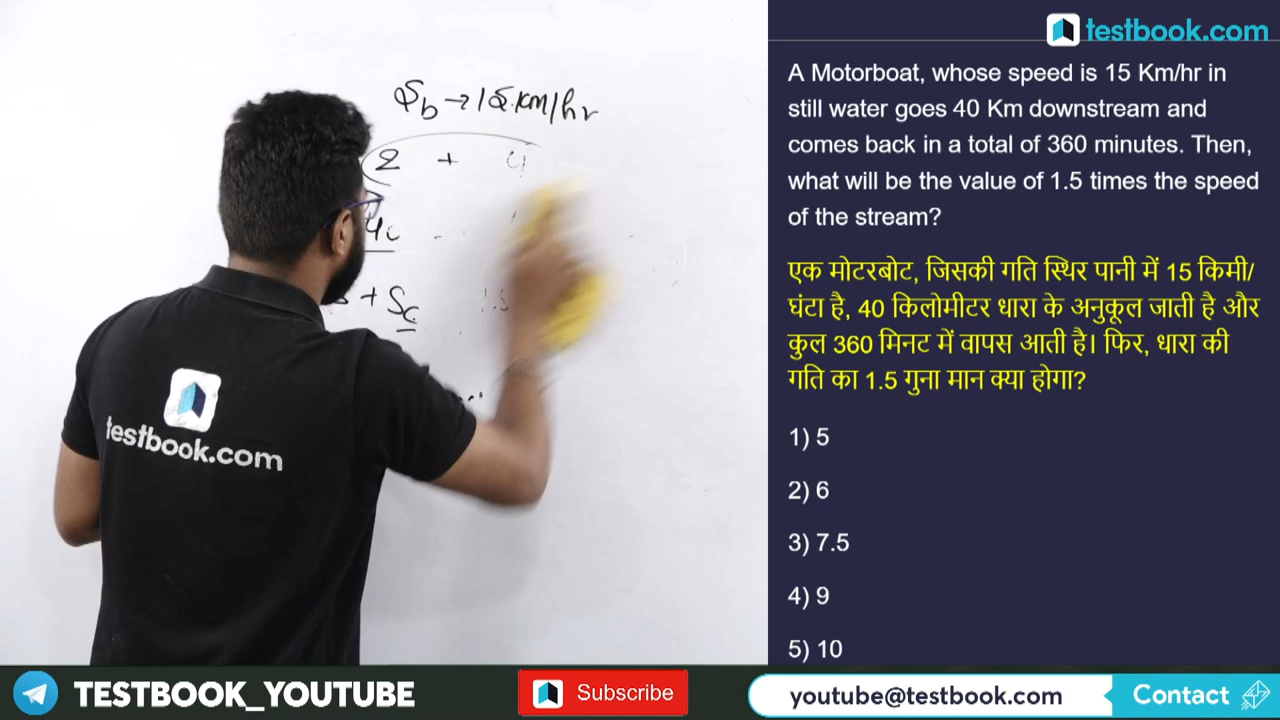 testbook.com
A Motorboat, whose speed is 15 Km/hr in
still water goes 40 Km downstream and
comes back in a total of 360 minutes. Then,
what will be the value of 1.5 times the speed
of the stream?
एक मोटरबोट, जिसकी गति स्थिर पानी में 15 किमी/
घंटा है, 40 किलोमीटर धारा के अनुकूल जाती है और
कुल 360 मिनट में वापस आती है। फिर, धारा की
गति का 1.5 गुना मान क्या होगा?
1) 5
2) 6
3) 7.5
4) 9
5) 10
Sb → 15 km/hr
2 + 4
40
+ Sc
testbook.com
TESTBOOK_YOUTUBE
Subscribe
youtube@testbook.com
Contact